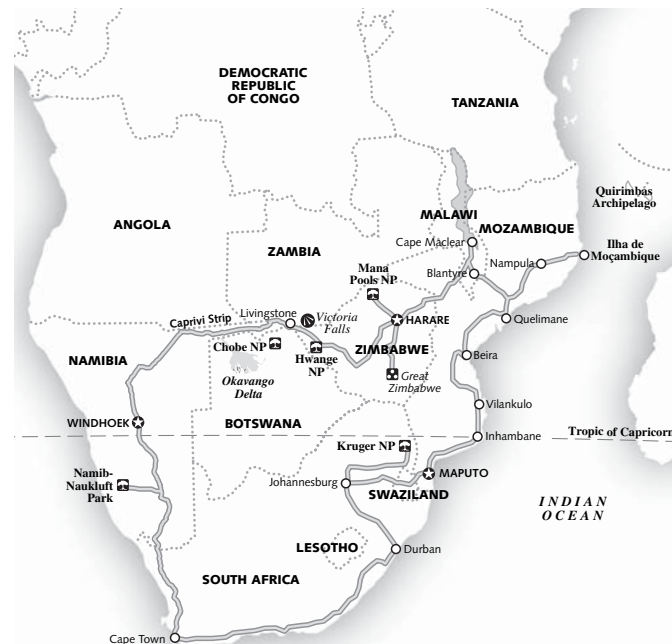 DEMOCRATIC
REPUBLIC
OF CONGO
TANZANIA
Quirimbas
Archipelago
ANGOLA
MALAWI
MOZAMBIQUE
ZAMBIA
Cape Maclear
Ilha de
Moçambique
Nampula
Mana
Pools NP
Blantyre
Livingstone
Victoria
Falls
Caprivi Strip
HARARE
Quelimane
Chobe NP
Hwange
NP
ZIMBABWE
Beira
NAMIBIA
Okavango
Delta
Great
Zimbabwe
Vilankulo
WINDHOEK
BOTSWANA
Tropic of Capricorn
Inhambane
Kruger NP
Namib-
Naukluft
Park
MAPUTO
Johannesburg
SWAZILAND
INDIAN
OCEAN
LESOTHO
Durban
SOUTH AFRICA
Cape Town